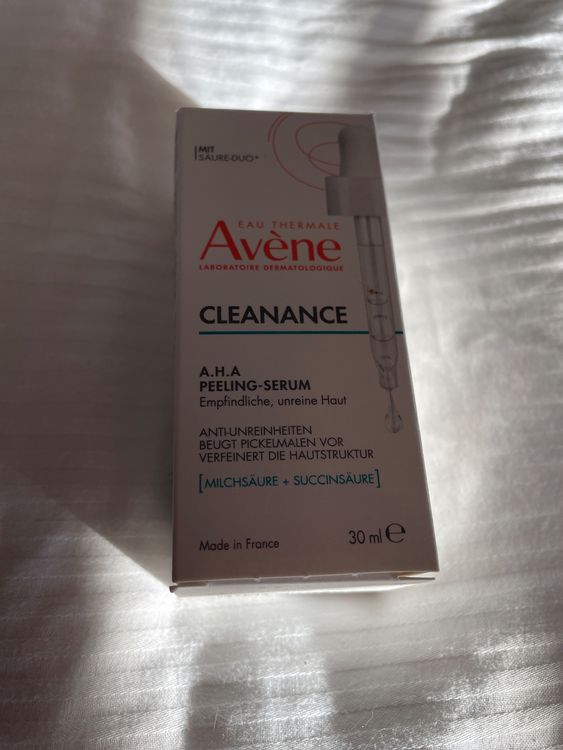 MIT
SÄURE-DUO*
EAU THERMALE
Avène
LABORATOIRE DERMATOLOGIQUE
CLEANANCE
A.H.A
PEELING-SERUM
Empfindliche, unreine Haut
ANTI-UNREINHEITEN
BEUGT PICKELMALEN VOR
VERFEINERT DIE HAUTSTRUKTUR
[MILCHSÄURE + SUCCINSÄURE]
Made in France
30 ml ℮